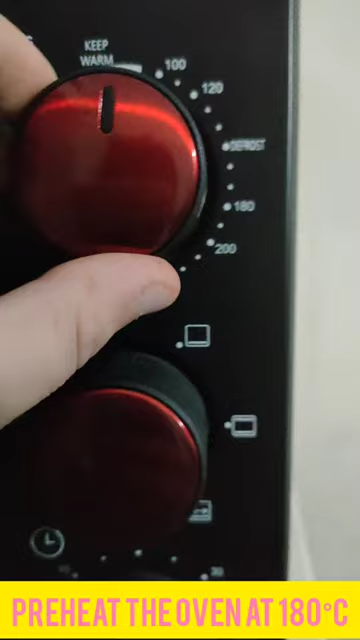 KEEP
WARM
100
120
DEFROST
180
200
30
PREHEAT THE OVEN AT 180°C